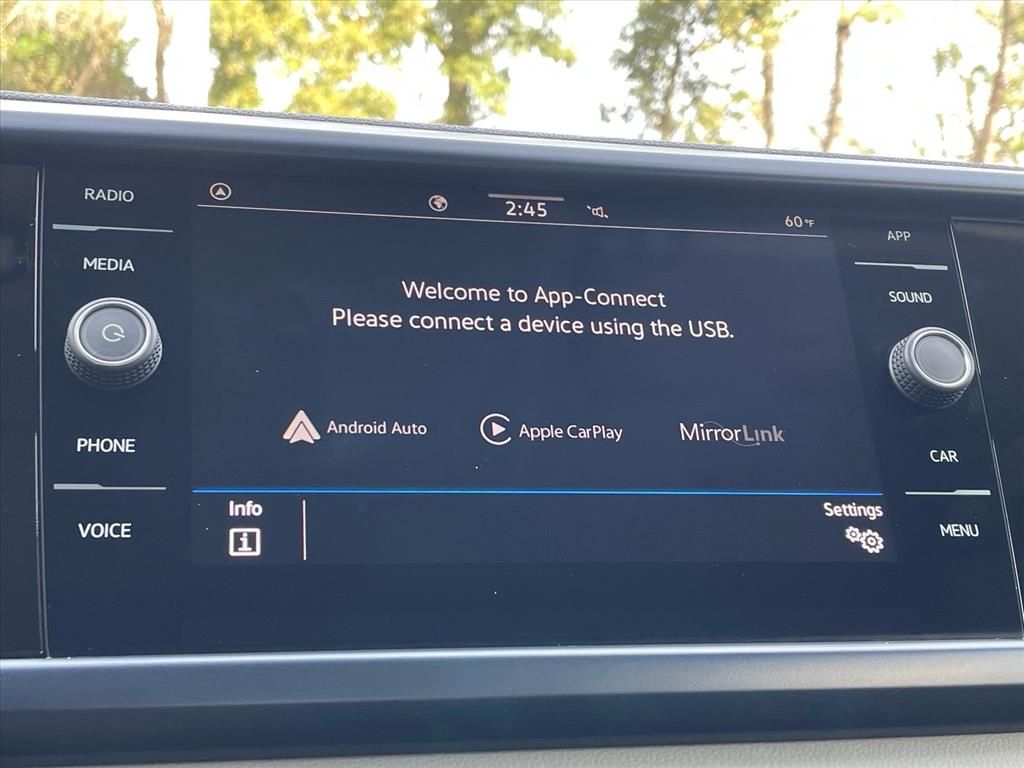 RADIO
MEDIA
PHONE
VOICE
2:45
60°F
Welcome to App-Connect
Please connect a device using the USB.
Android Auto
Apple CarPlay
MirrorLink
Info
i
Settings
APP
SOUND
CAR
MENU